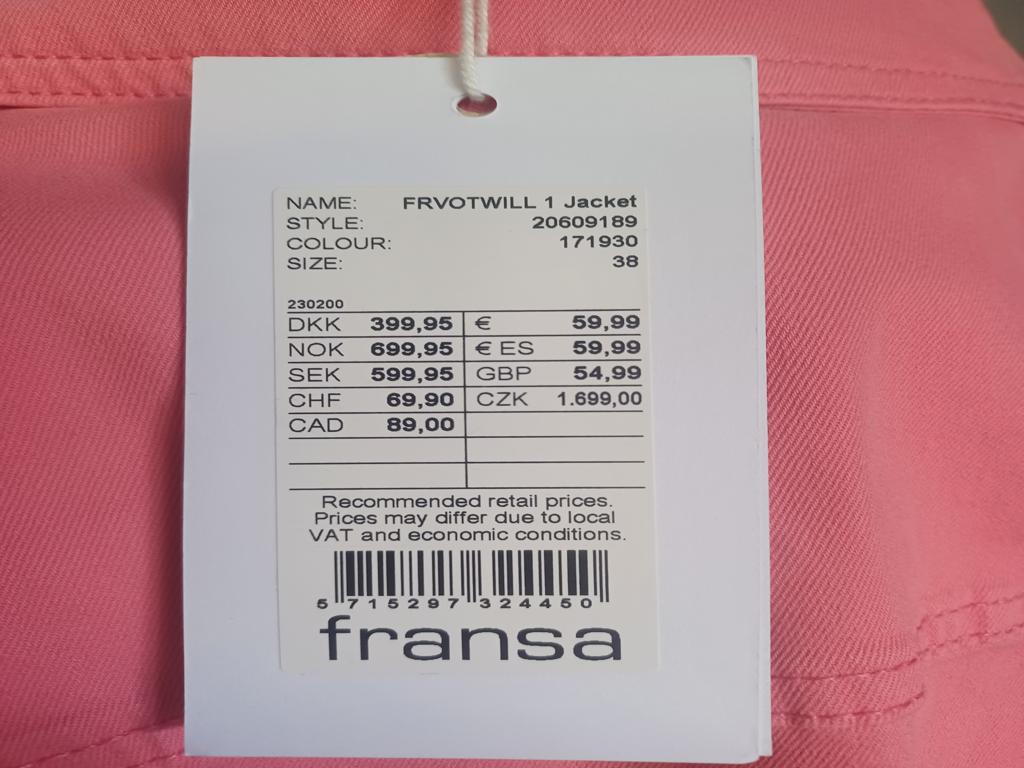 NAME: FRVOTWILL 1 Jacket
STYLE: 20609189
COLOUR: 171930
SIZE: 38
230200
DKK 399,95 € 59,99
NOK 699,95 € ES 59,99
SEK 599,95 GBP 54,99
CHF 69,90 CZK 1.699,00
CAD 89,00
Recommended retail prices.
Prices may differ due to local
VAT and economic conditions.
5 715297 324450
fransa